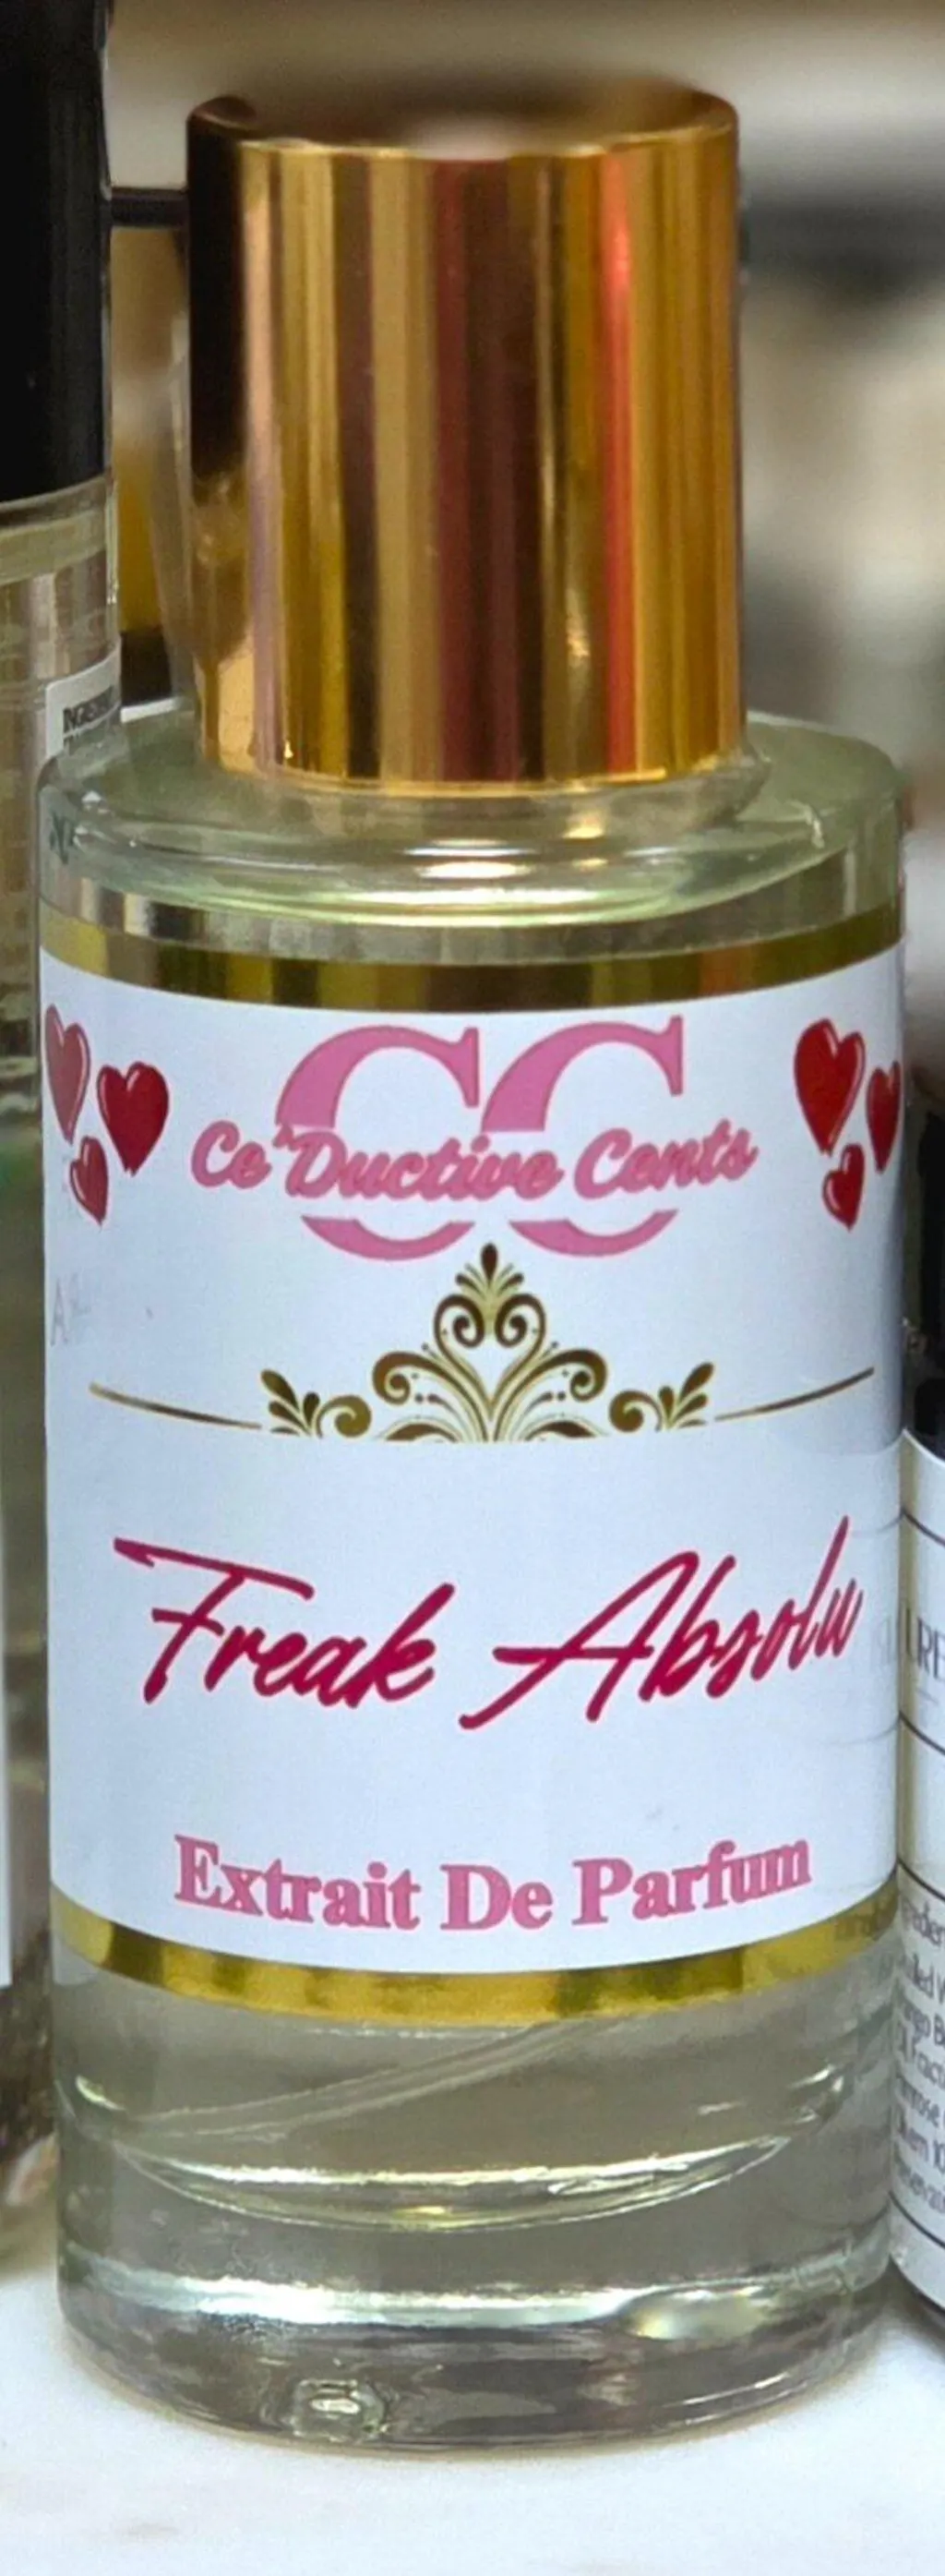 CC
Ce'Ductive Cents
Freak Absolu
Extrait De Parfum